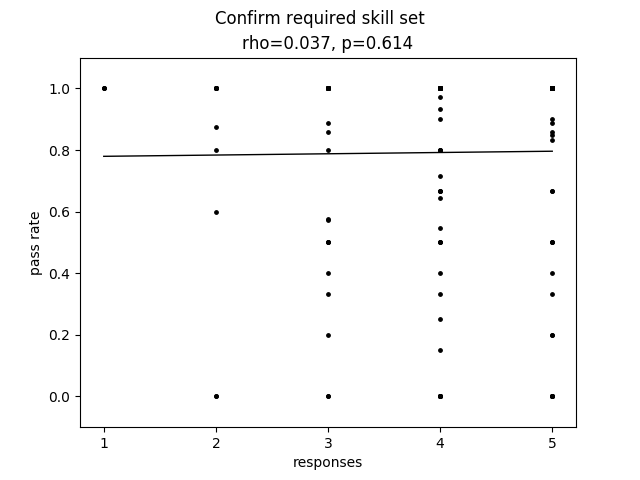 Confirm required skill set
rho=0.037, p=0.614
1.0
0.8
0.6
0.4
0.2
0.0
pass rate
1 2 3 4 5
responses